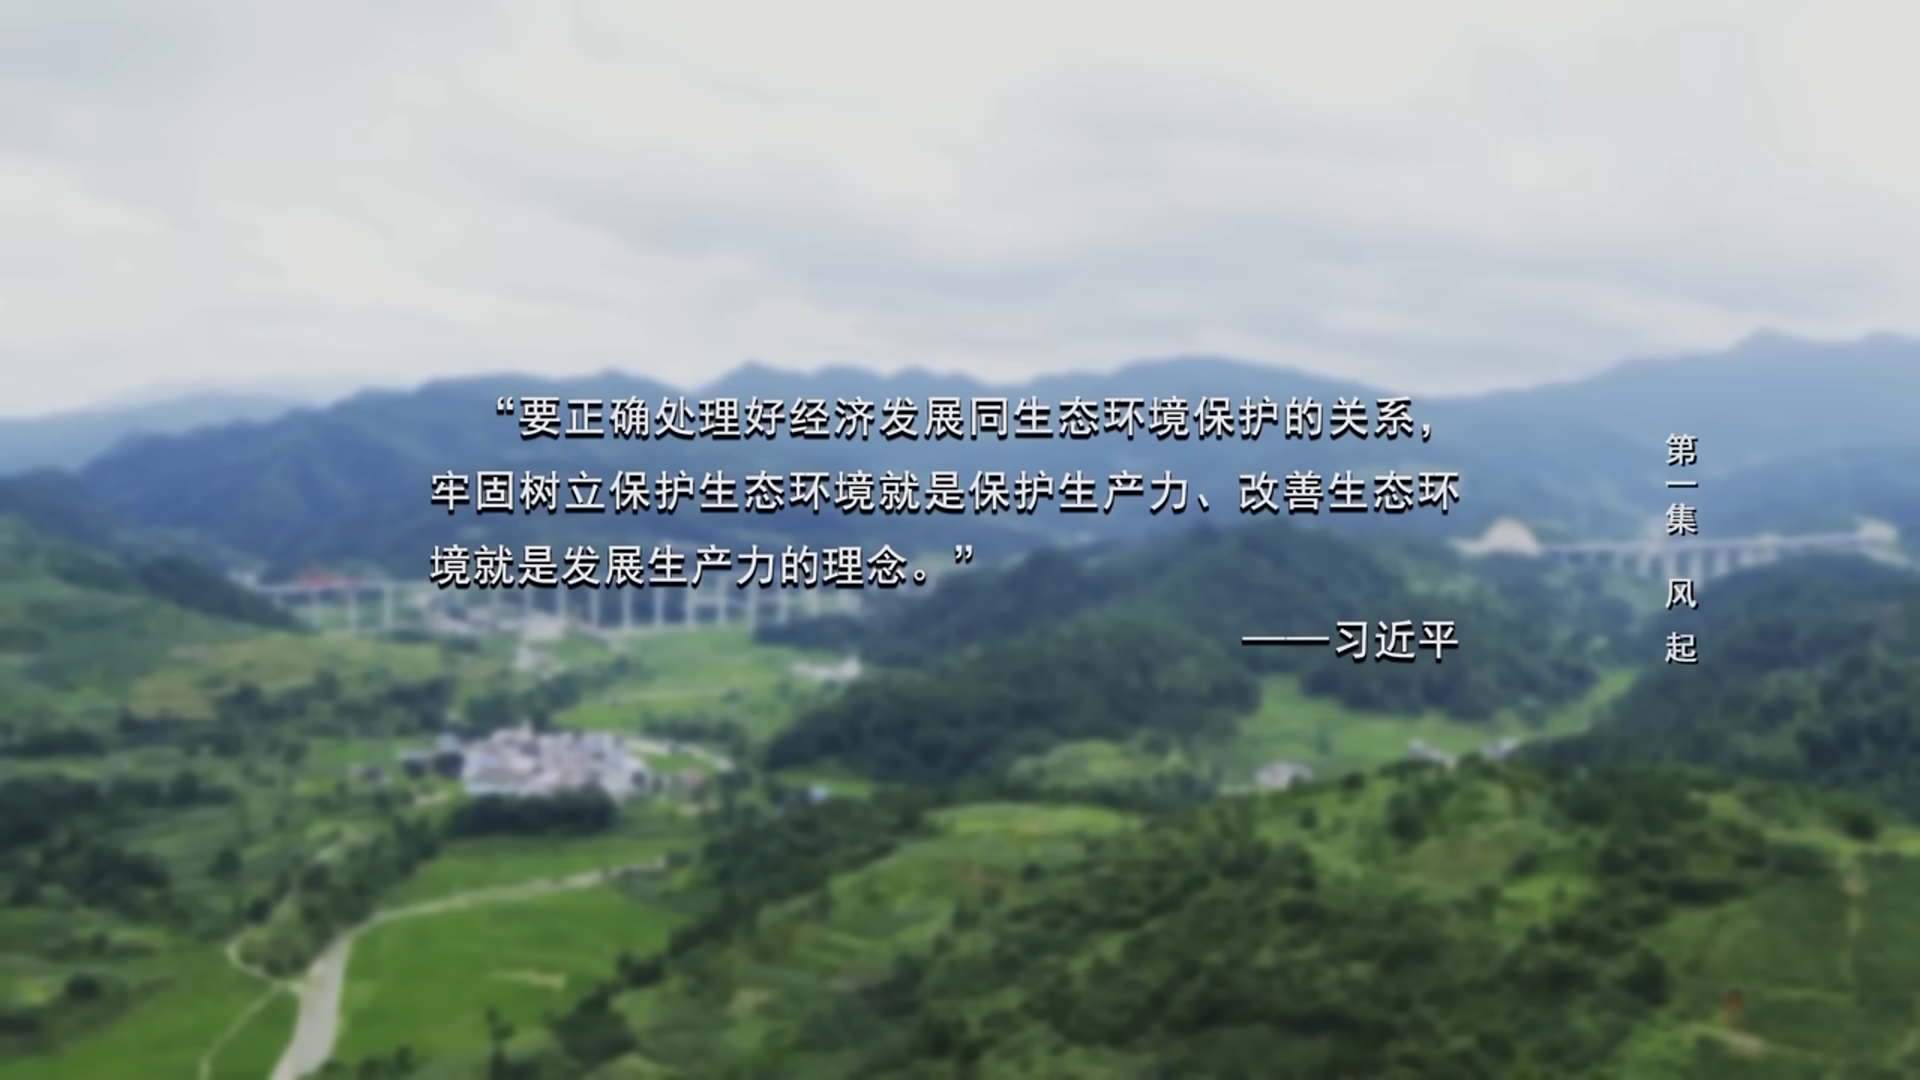 “要正确处理好经济发展同生态环境保护的关系，
牢固树立保护生态环境就是保护生产力、改善生态环
境就是发展生产力的理念。”
——习近平
第一集 风起